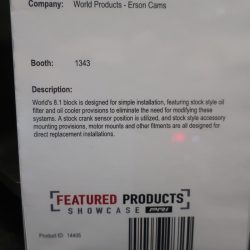 Company: World Products - Erson Cams
Booth: 1343
Description:
World's 8.1 block is designed for simple installation, featuring stock style oil
filter and oil cooler provisions to eliminate the need for modifying these
systems. A stock crank sensor position is utilized, and stock style accessory
mounting provisions, motor mounts and other fitments are all designed for
direct replacement installations.
FEATURED PRODUCTS
SHOWCASE PRI
Product ID: 14405